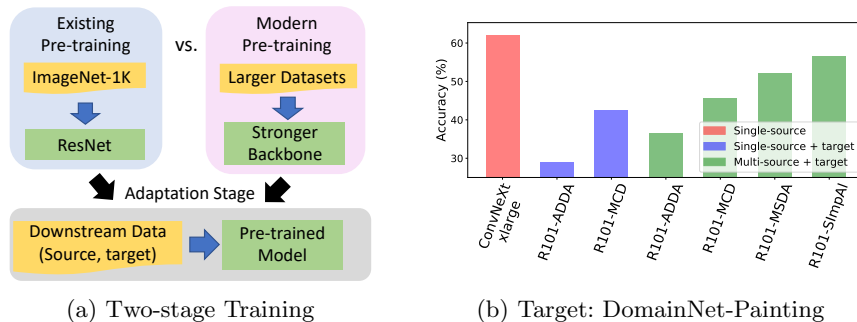 Existing
Pre-training
vs.
Modern
Pre-training
ImageNet-1K
Larger Datasets
ResNet
Stronger
Backbone
Adaptation Stage
Downstream Data
(Source, target)
Pre-trained
Model
(a) Two-stage Training
Accuracy (%)
60
50
40
30
Single-source
Single-source + target
Multi-source + target
ConvNeXt
xlarge
R101-ADDA
R101-MCD
R101-ADDA
R101-MCD
R101-MSDA
R101-SImpAl
(b) Target: DomainNet-Painting